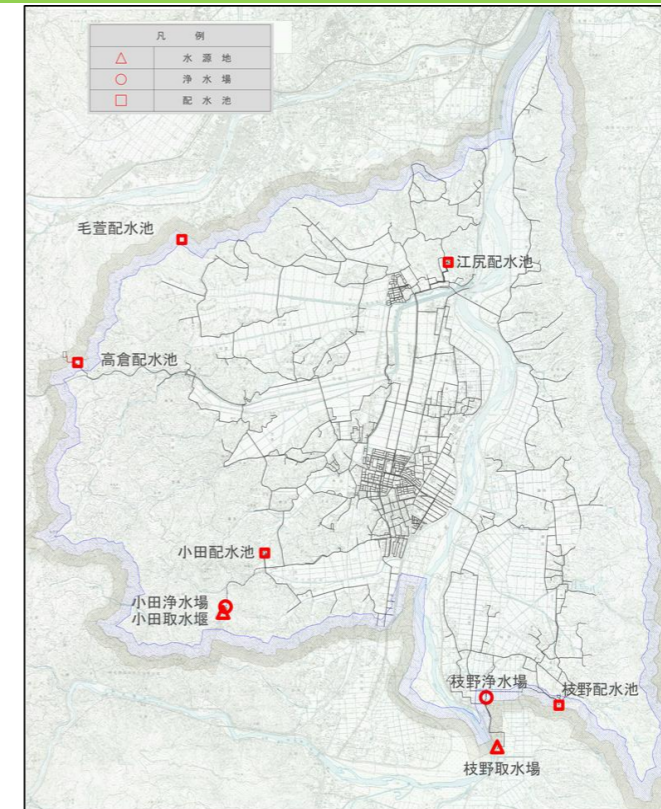 凡 例
水 源 地
浄 水 場
配 水 池
毛萱配水池
江尻配水池
高倉配水池
小田配水池
小田浄水場
小田取水堰
枝野浄水場
枝野配水池
枝野取水場